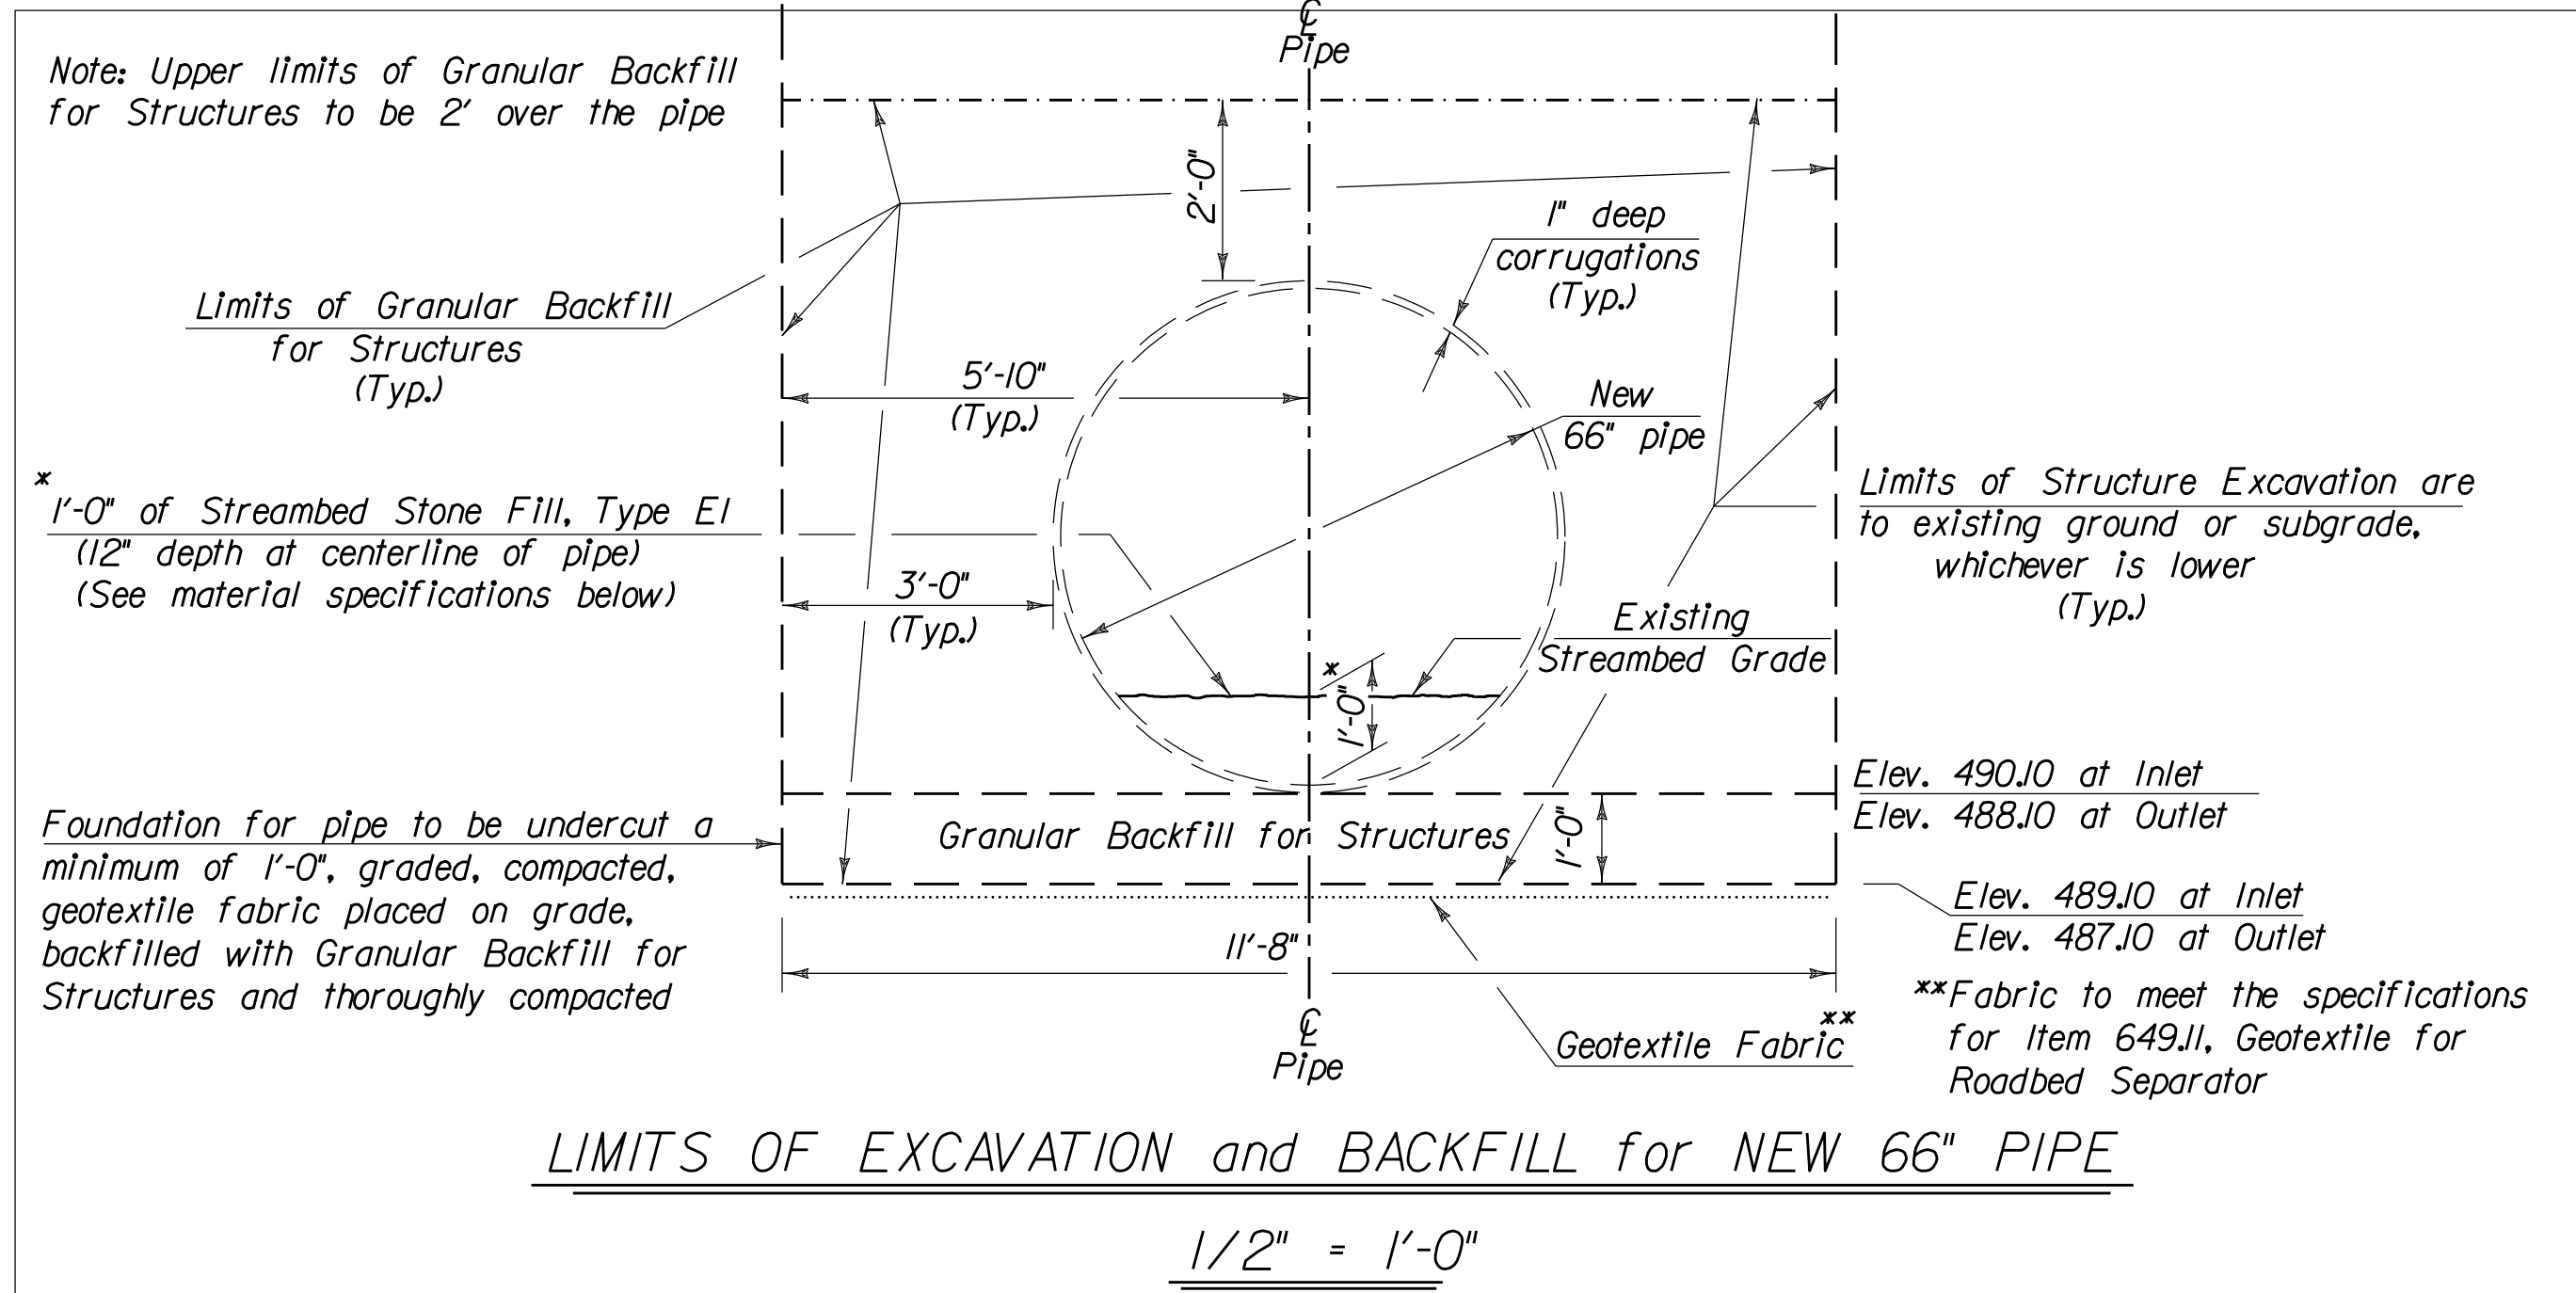 ℄
Pipe
Note: Upper limits of Granular Backfill
for Structures to be 2' over the pipe
2'-0"
1" deep
corrugations
(Typ.)
Limits of Granular Backfill
for Structures
(Typ.)
5'-10"
(Typ.)
New
66" pipe
*
1'-0" of Streambed Stone Fill, Type E1
(12" depth at centerline of pipe)
(See material specifications below)
3'-0"
(Typ.)
Limits of Structure Excavation are
to existing ground or subgrade,
whichever is lower
(Typ.)
Existing
Streambed Grade
1'-0"*
Elev. 490.10 at Inlet
Elev. 488.10 at Outlet
Foundation for pipe to be undercut a
minimum of 1'-0", graded, compacted,
geotextile fabric placed on grade,
backfilled with Granular Backfill for
Structures and thoroughly compacted
Granular Backfill for Structures
1'-0"
Elev. 489.10 at Inlet
Elev. 487.10 at Outlet
11'-8"
℄
Pipe
Geotextile Fabric**
**Fabric to meet the specifications
for Item 649.11, Geotextile for
Roadbed Separator
LIMITS OF EXCAVATION and BACKFILL for NEW 66" PIPE
1/2" = 1'-0"